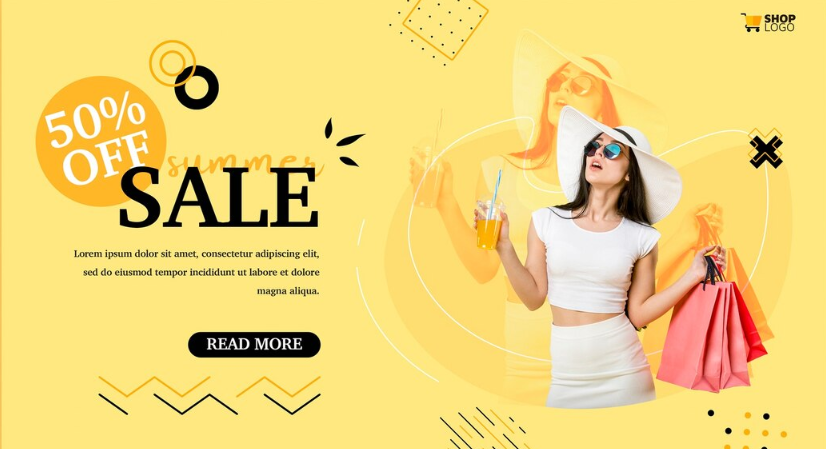 SHOP
LOGO
50%
OFF
summer
SALE
Lorem ipsum dolor sit amet, consectetur adipiscing elit,
sed do eiusmod tempor incididunt ut labore et dolore
magna aliqua.
READ MORE